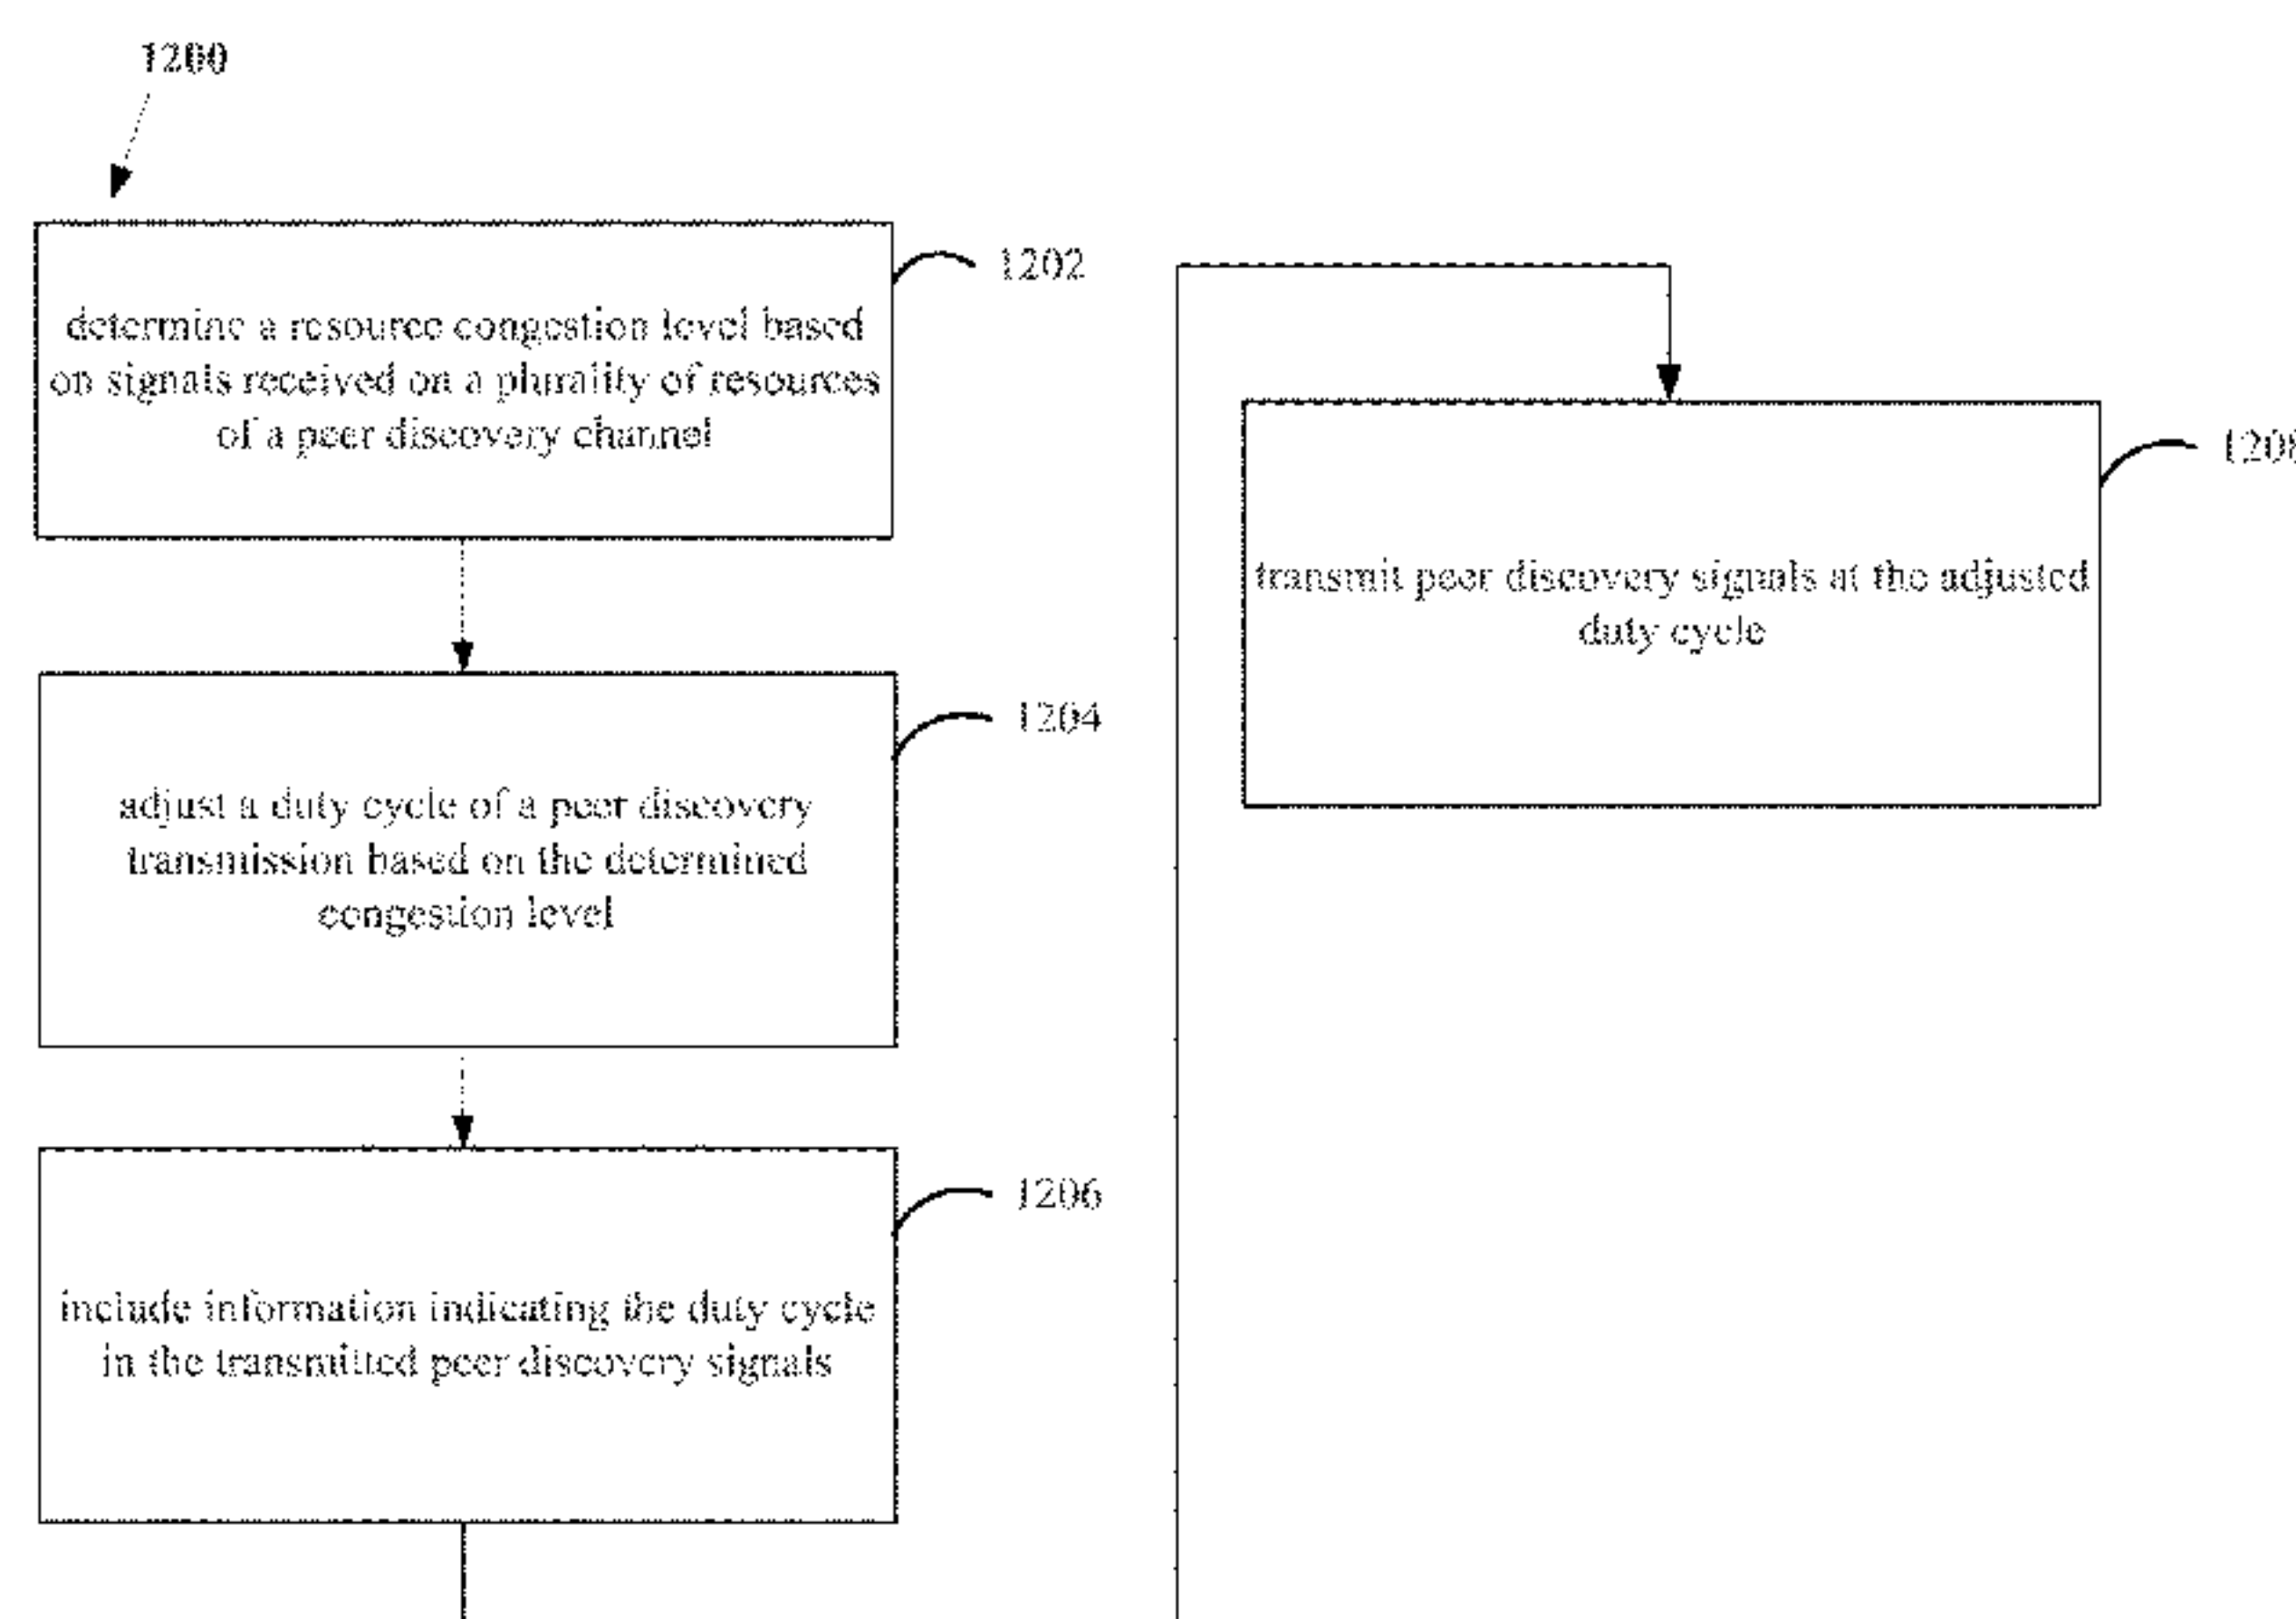 1200
1202
determine a resource congestion level based
on signals received on a plurality of resources
of a peer discovery channel
1204
adjust a duty cycle of a peer discovery
transmission based on the determined
congestion level
1206
include information indicating the duty cycle
in the transmitted peer discovery signals
1208
transmit peer discovery signals at the adjusted
duty cycle